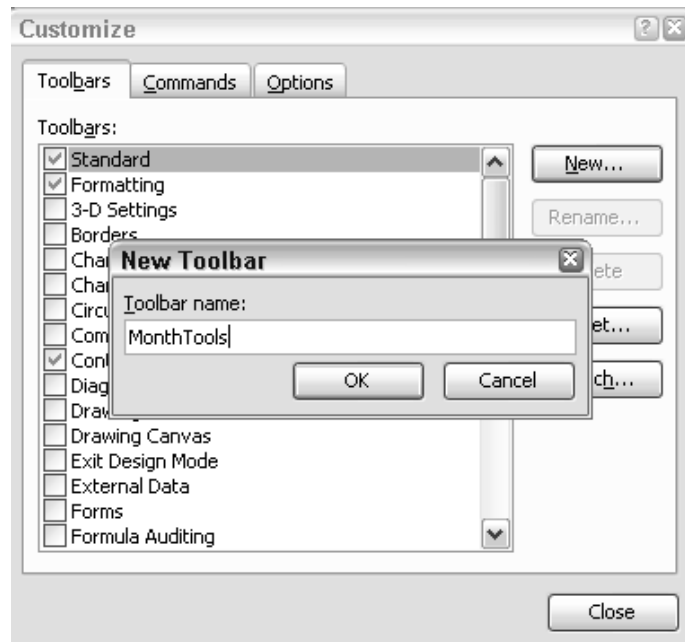 Customize
Toolbars Commands Options
Toolbars:
Standard
New...
Formatting
3-D Settings
Rename...
Borders
New Toolbar
Toolbar name:
MonthTools
OK Cancel
Drawing Canvas
Exit Design Mode
External Data
Forms
Formula Auditing
Close